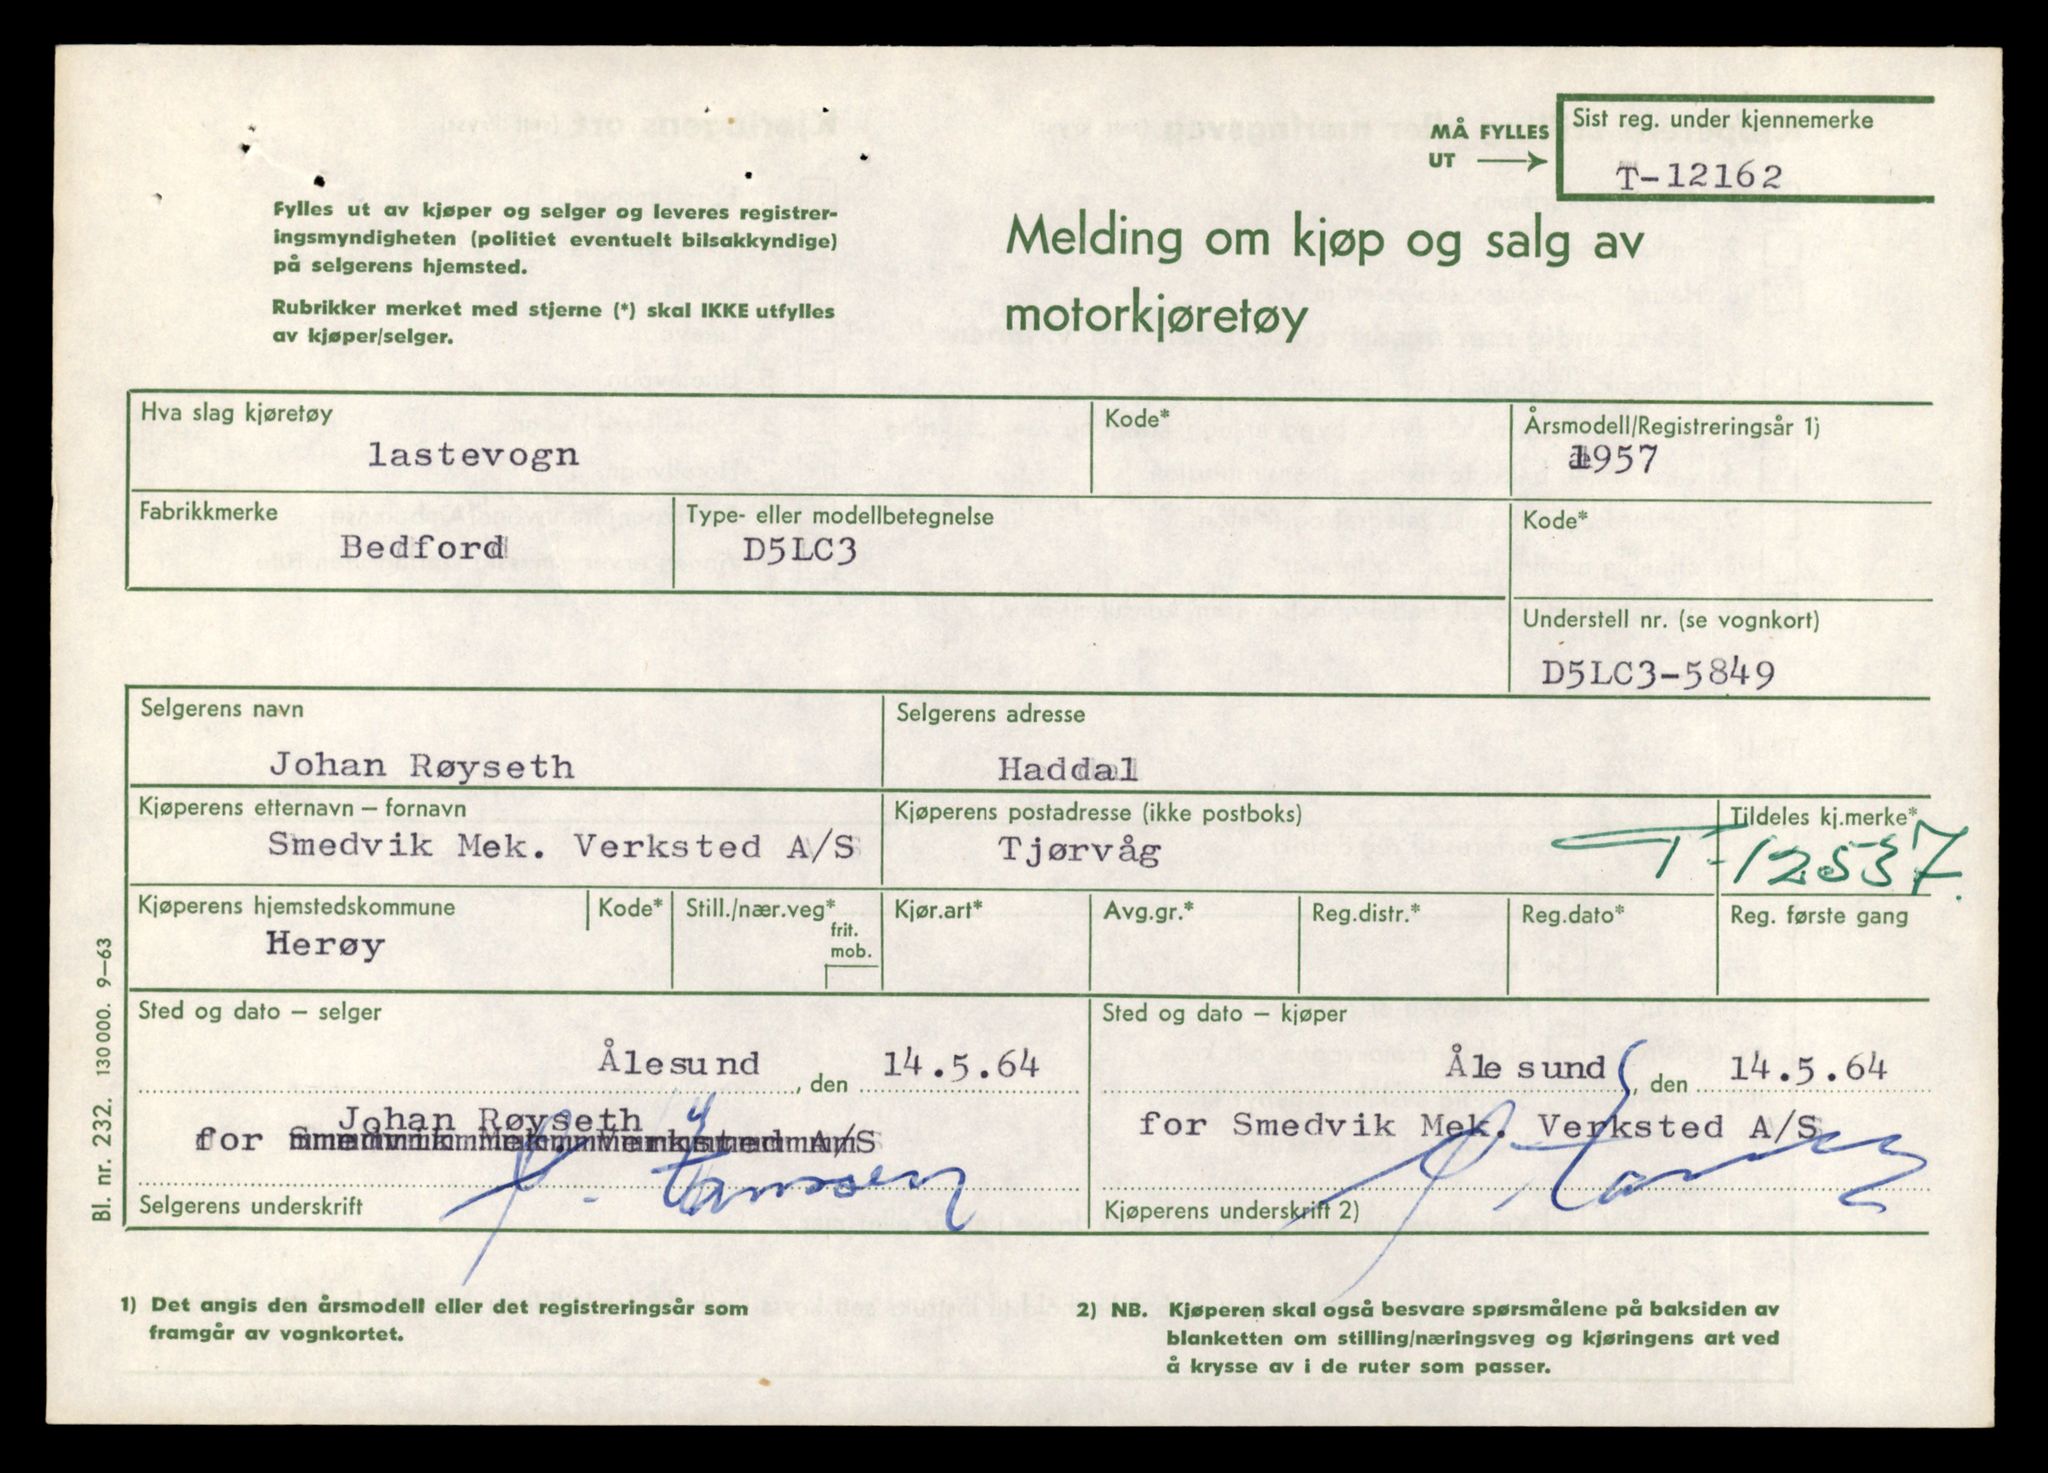 MÅ FYLLES
UT
Sist reg. under kjennemerke
T-12162
Fylles ut av kjøper og selger og leveres registrer-
ingsmyndigheten (politiet eventuelt bilsakkyndige)
på selgerens hjemsted.
Rubrikker merket med stjerne (*) skal IKKE utfylles
av kjøper/selger.
Melding om kjøp og salg av
motorkjøretøy
Hva slag kjøretøy
lastevogn
Kode*
Årsmodell/Registreringsår 1)
1957
Fabrikkmerke
Bedford
Type- eller modellbetegnelse
D5LC3
Kode*
Understell nr. (se vognkort)
D5LC3-5849
Selgerens navn
Johan Røyseth
Selgerens adresse
Haddal
Kjøperens etternavn – fornavn
Smedvik Mek. Verksted A/S
Kjøperens postadresse (ikke postboks)
Tjørvåg
Tildeles kj.merke*
T-12537.
Kjøperens hjemstedskommune
Herøy
Kode*
Still./nær.veg*
frit.
mob.
Kjør.art*
Avg.gr.*
Reg.distr.*
Reg.dato*
Reg. første gang
Sted og dato – selger
Ålesund, den 14.5.64
Johan Røyseth
for Smedvik Mek. Verksted A/S
Selgerens underskrift
Sted og dato – kjøper
Åle sund, den 14.5.64
for Smedvik Mek. Verksted A/S
Kjøperens underskrift 2)
Bl. nr. 232. 130000. 9–63
1) Det angis den årsmodell eller det registreringsår som
framgår av vognkortet.
2) NB. Kjøperen skal også besvare spørsmålene på baksiden av
blanketten om stilling/næringsveg og kjøringens art ved
å krysse av i de ruter som passer.